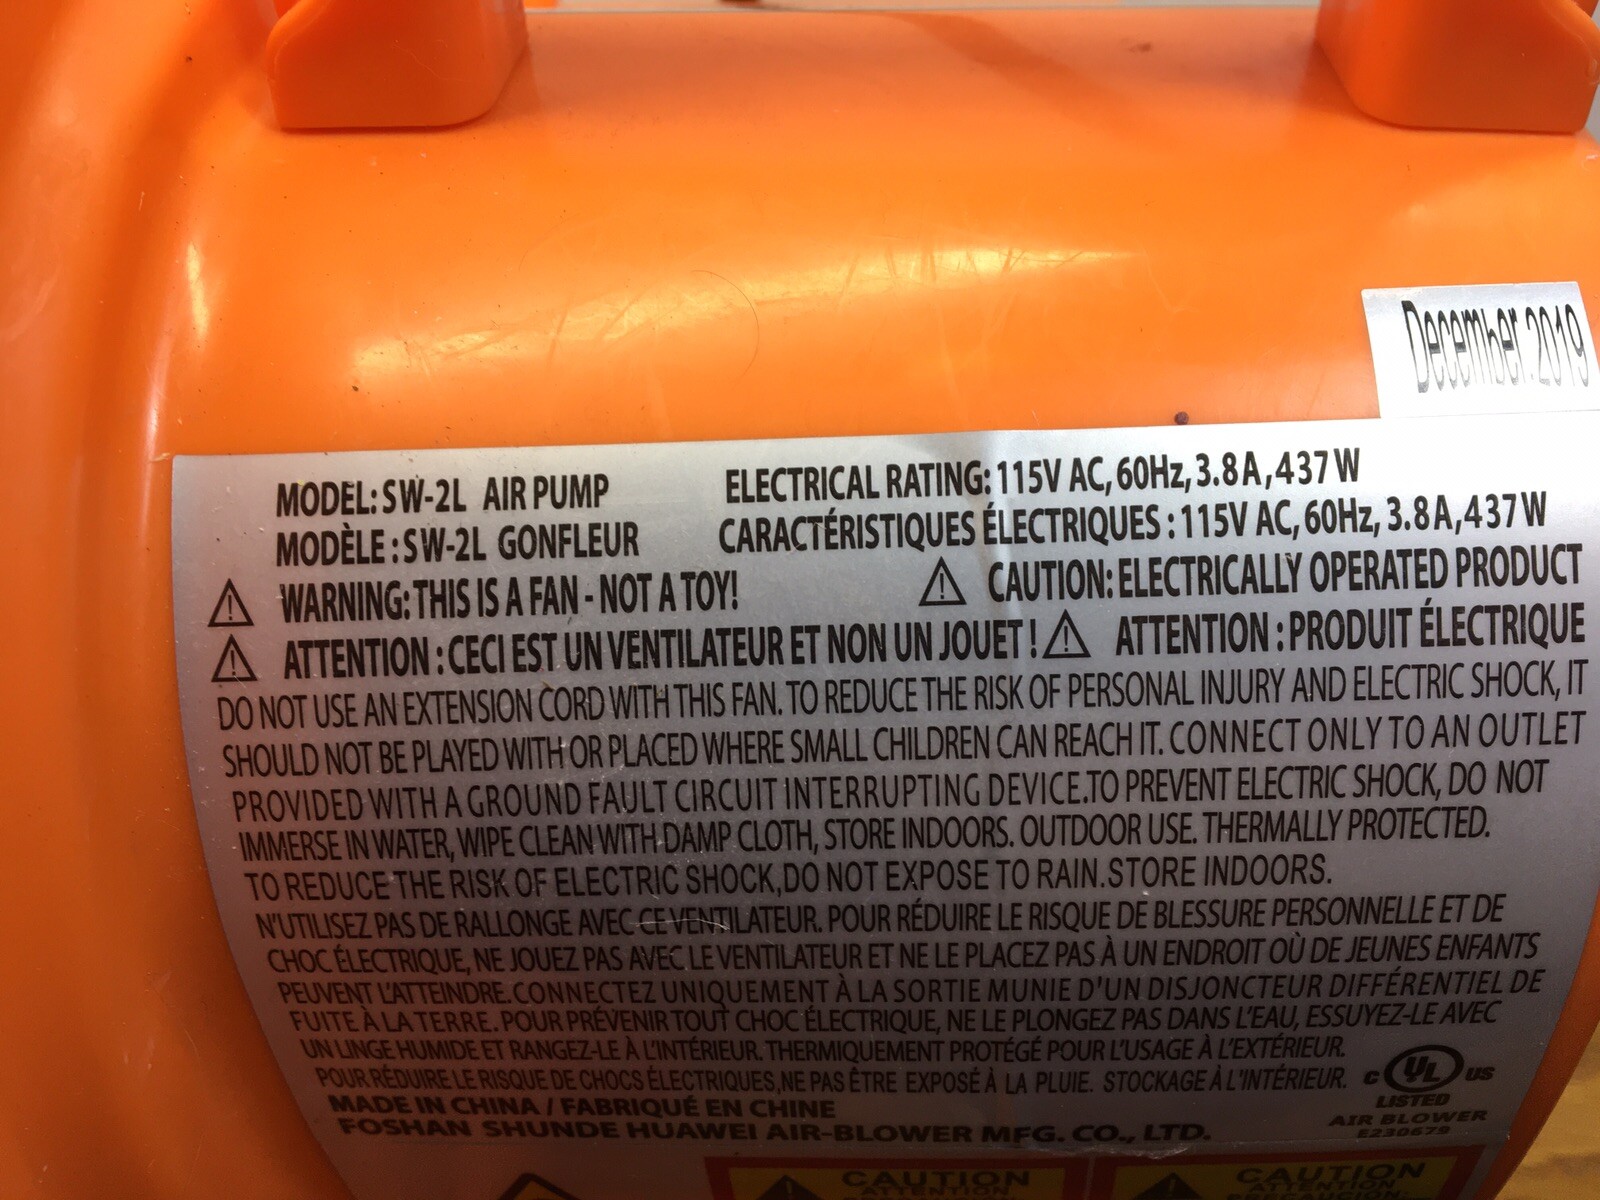 December.2019
MODEL: SW-2L AIR PUMP ELECTRICAL RATING: 115V AC, 60Hz, 3.8A, 437W
MODÈLE : SW-2L GONFLEUR CARACTÉRISTIQUES ÉLECTRIQUES : 115V AC, 60Hz, 3.8A, 437W
WARNING: THIS IS A FAN - NOT A TOY! CAUTION: ELECTRICALLY OPERATED PRODUCT
ATTENTION : CECI EST UN VENTILATEUR ET NON UN JOUET ! ATTENTION : PRODUIT ÉLECTRIQUE
DO NOT USE AN EXTENSION CORD WITH THIS FAN. TO REDUCE THE RISK OF PERSONAL INJURY AND ELECTRIC SHOCK, IT
SHOULD NOT BE PLAYED WITH OR PLACED WHERE SMALL CHILDREN CAN REACH IT. CONNECT ONLY TO AN OUTLET
PROVIDED WITH A GROUND FAULT CIRCUIT INTERRUPTING DEVICE.TO PREVENT ELECTRIC SHOCK, DO NOT
IMMERSE IN WATER, WIPE CLEAN WITH DAMP CLOTH, STORE INDOORS. OUTDOOR USE. THERMALLY PROTECTED.
TO REDUCE THE RISK OF ELECTRIC SHOCK,DO NOT EXPOSE TO RAIN.STORE INDOORS.
N'UTILISEZ PAS DE RALLONGE AVEC CE VENTILATEUR. POUR RÉDUIRE LE RISQUE DE BLESSURE PERSONNELLE ET DE
CHOC ÉLECTRIQUE, NE JOUEZ PAS AVEC LE VENTILATEUR ET NE LE PLACEZ PAS À UN ENDROIT OÙ DE JEUNES ENFANTS
PEUVENT L'ATTEINDRE. CONNECTEZ UNIQUEMENT À LA SORTIE MUNIE D'UN DISJONCTEUR DIFFÉRENTIEL DE
FUITE À LA TERRE. POUR PRÉVENIR TOUT CHOC ÉLECTRIQUE, NE LE PLONGEZ PAS DANS L'EAU, ESSUYEZ-LE AVEC
UN LINGE HUMIDE ET RANGEZ-LE À L'INTÉRIEUR. THERMIQUEMENT PROTÉGÉ POUR L'USAGE À L'EXTÉRIEUR.
POUR RÉDUIRE LE RISQUE DE CHOCS ÉLECTRIQUES,NE PAS ÊTRE EXPOSÉ À LA PLUIE. STOCKAGE À L'INTÉRIEUR.
C UL US
LISTED
AIR BLOWER
E230679
MADE IN CHINA / FABRIQUÉ EN CHINE
FOSHAN SHUNDE HUAWEI AIR-BLOWER MFG. CO., LTD.
CAUTION CAUTION
ATTENTION ATTENTION